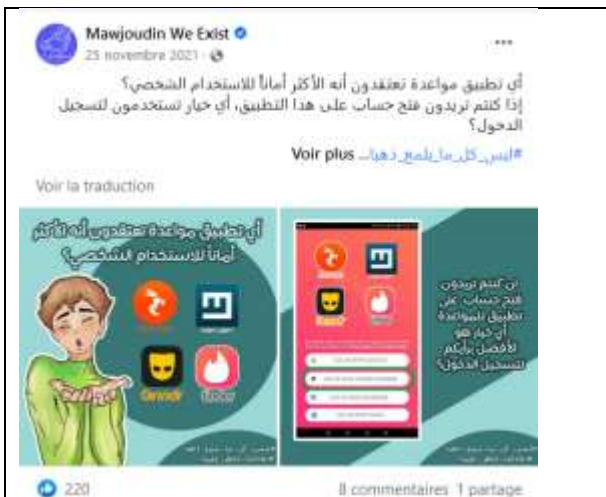 Mawjoudin We Exist
25 novembre 2021
أي تطبيق مواعدة تعتقدون أنه الأكثر أماناً للاستخدام الشخصي؟
إذا كنتم تريدون فتح حساب على هذا التطبيق، أي خيار تستخدمون لتسجيل
الدخول؟
#ليس_كل_ما_يلمع_ذهبا... Voir plus
Voir la traduction
أي تطبيق مواعدة تعتقدون أنه الأكثر
أماناً للاستخدام الشخصي؟
Grindr
tinder
إن كنتم تريدون
فتح حساب على
تطبيق للمواعدة
أي خيار هو
الأفضل برأيكم
لتسجيل الدخول؟
220
8 commentaires 1 partage